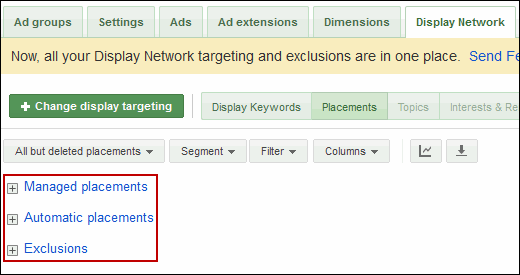 Ad groups Settings Ads Ad extensions Dimensions Display Network
Now, all your Display Network targeting and exclusions are in one place. Send Fe
+ Change display targeting Display Keywords Placements Topics Interests & Re
All but deleted placements Segment Filter Columns
Managed placements
Automatic placements
Exclusions